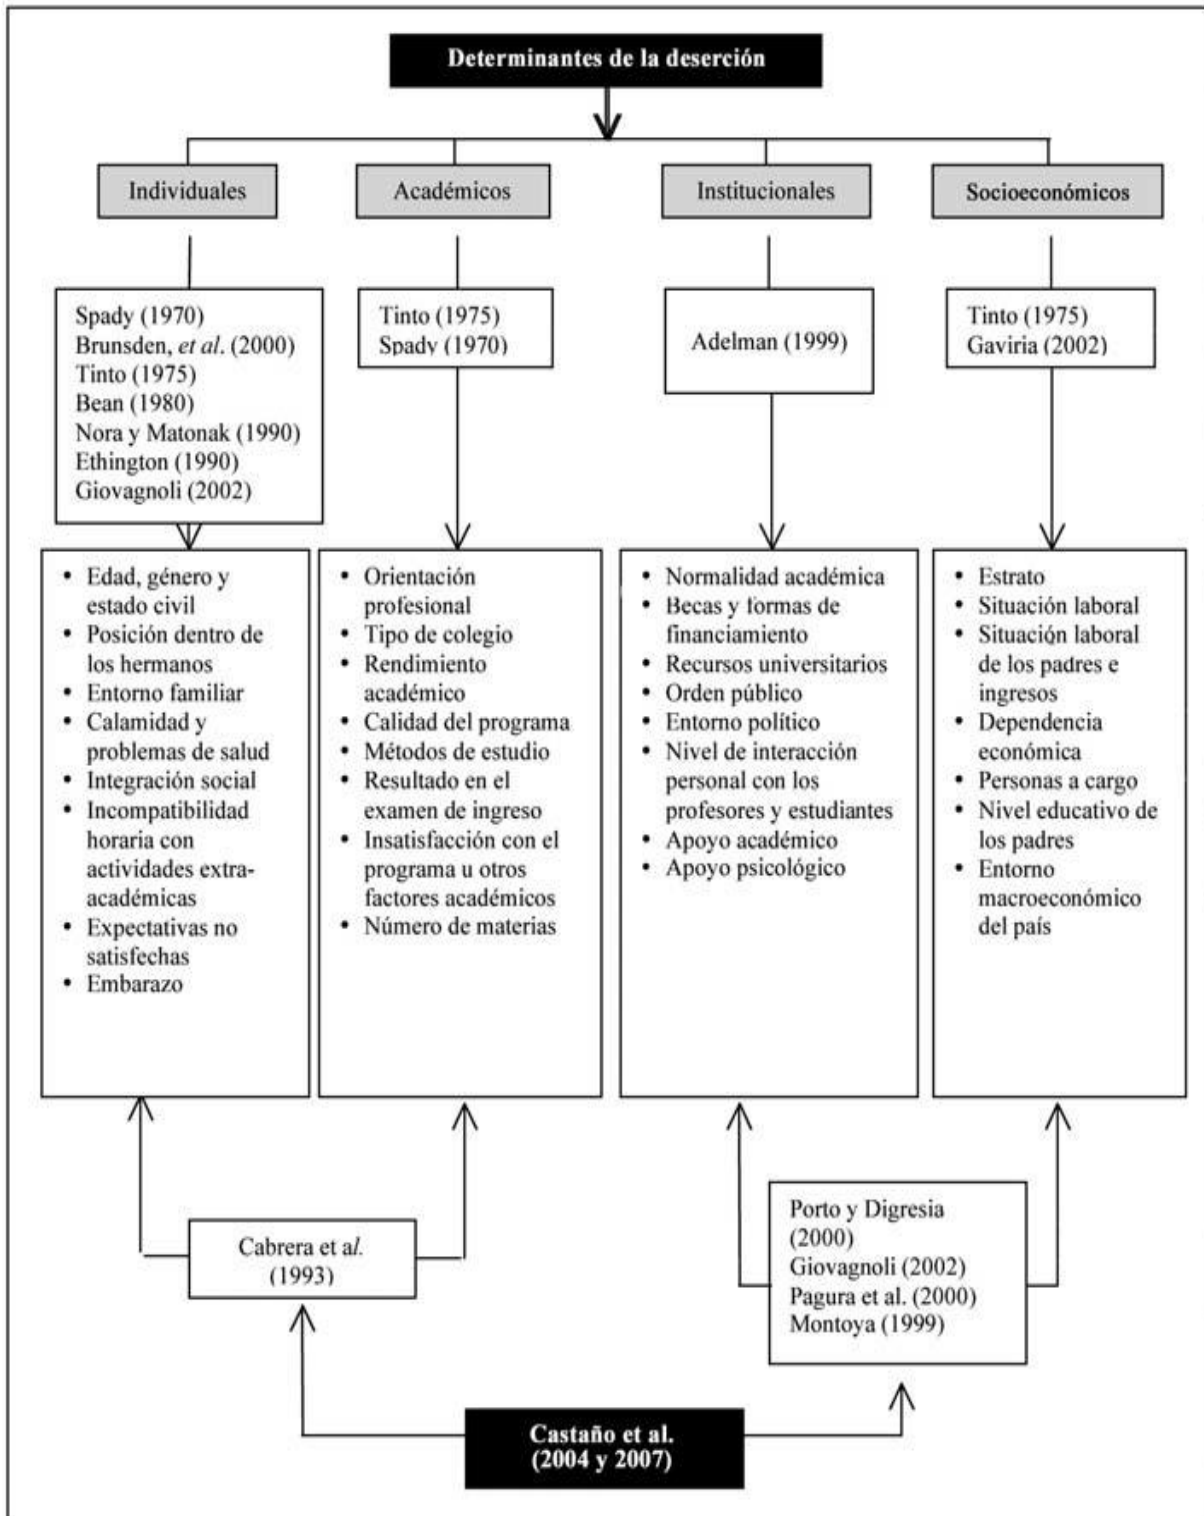 Determinantes de la deserción
Individuales
Académicos
Institucionales
Socioeconómicos
Spady (1970)
Brunsden, et al. (2000)
Tinto (1975)
Bean (1980)
Nora y Matonak (1990)
Ethington (1990)
Giovagnoli (2002)
Tinto (1975)
Spady (1970)
Adelman (1999)
Tinto (1975)
Gaviria (2002)
• Edad, género y
estado civil
• Posición dentro de
los hermanos
• Entorno familiar
• Calamidad y
problemas de salud
• Integración social
• Incompatibilidad
horaria con
actividades extra-
académicas
• Expectativas no
satisfechas
• Embarazo
• Orientación
profesional
• Tipo de colegio
• Rendimiento
académico
• Calidad del programa
• Métodos de estudio
• Resultado en el
examen de ingreso
• Insatisfacción con el
programa u otros
factores académicos
• Número de materias
• Normalidad académica
• Becas y formas de
financiamiento
• Recursos universitarios
• Orden público
• Entorno político
• Nivel de interacción
personal con los
profesores y estudiantes
• Apoyo académico
• Apoyo psicológico
• Estrato
• Situación laboral
• Situación laboral
de los padres e
ingresos
• Dependencia
económica
• Personas a cargo
• Nivel educativo de
los padres
• Entorno
macroeconómico
del país
Cabrera et al.
(1993)
Porto y Digresia
(2000)
Giovagnoli (2002)
Pagura et al. (2000)
Montoya (1999)
Castaño et al.
(2004 y 2007)